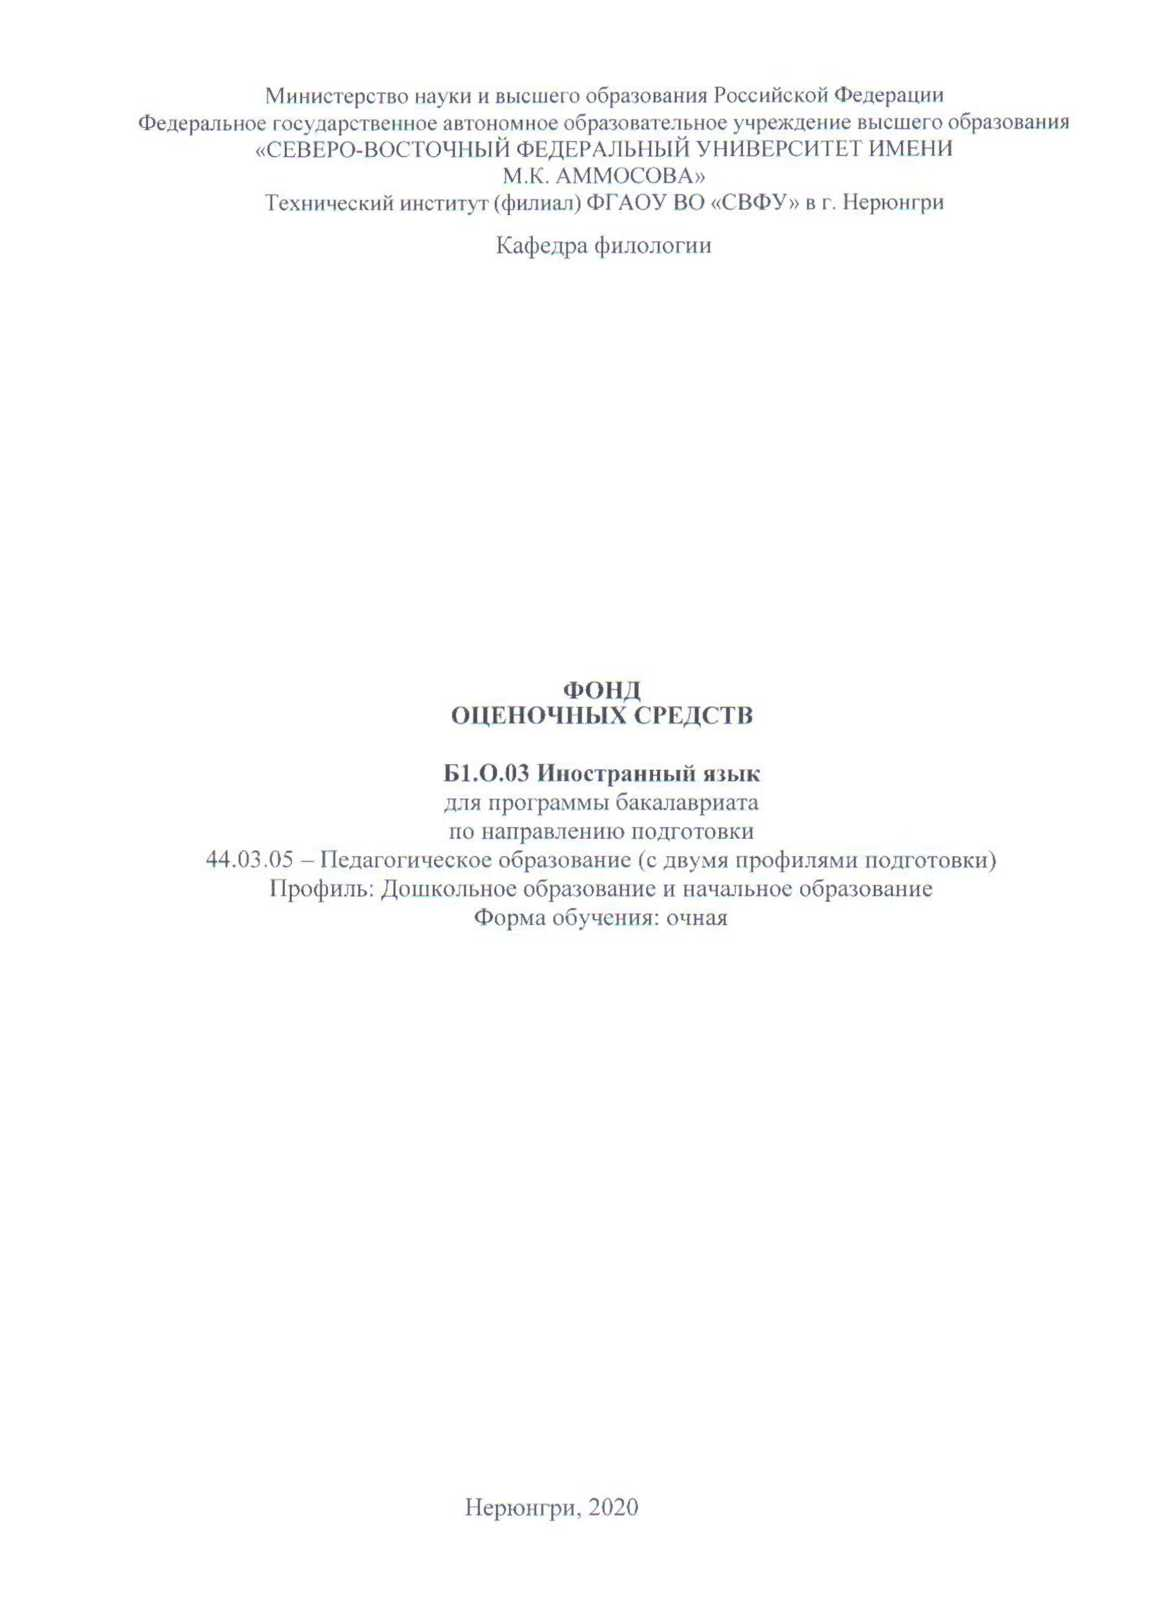 Министерство науки и высшего образования Российской Федерации
Федеральное государственное автономное образовательное учреждение высшего образования
«СЕВЕРО-ВОСТОЧНЫЙ ФЕДЕРАЛЬНЫЙ УНИВЕРСИТЕТ ИМЕНИ
М.К. АММОСОВА»
Технический институт (филиал) ФГАОУ ВО «СВФУ» в г. Нерюнгри
Кафедра филологии
ФОНД
ОЦЕНОЧНЫХ СРЕДСТВ
Б1.О.03 Иностранный язык
для программы бакалавриата
по направлению подготовки
44.03.05 – Педагогическое образование (с двумя профилями подготовки)
Профиль: Дошкольное образование и начальное образование
Форма обучения: очная
Нерюнгри, 2020